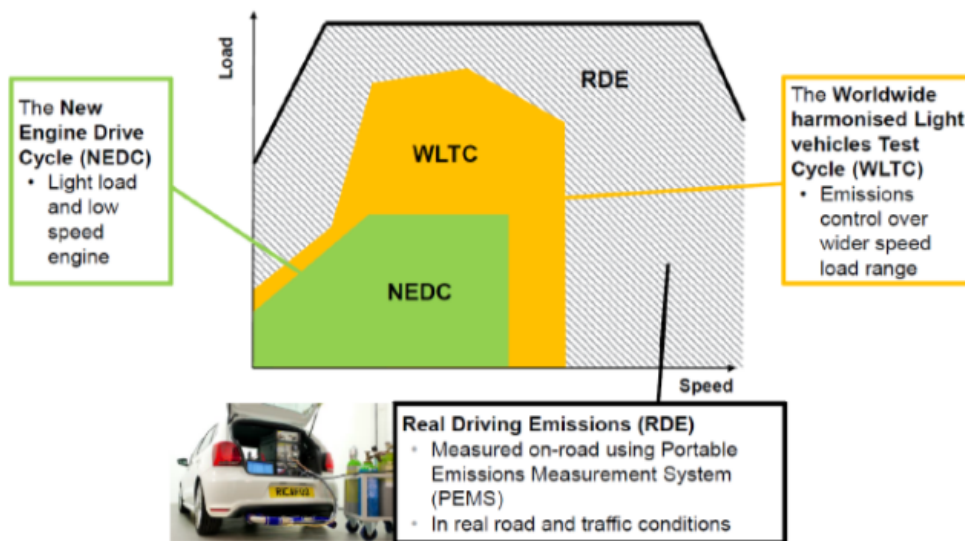 Load
RDE
WLTC
NEDC
Speed
The New
Engine Drive
Cycle (NEDC)
• Light load
and low
speed
engine
The Worldwide
harmonised Light
vehicles Test
Cycle (WLTC)
• Emissions
control over
wider speed
load range
Real Driving Emissions (RDE)
• Measured on-road using Portable
Emissions Measurement System
(PEMS)
• In real road and traffic conditions